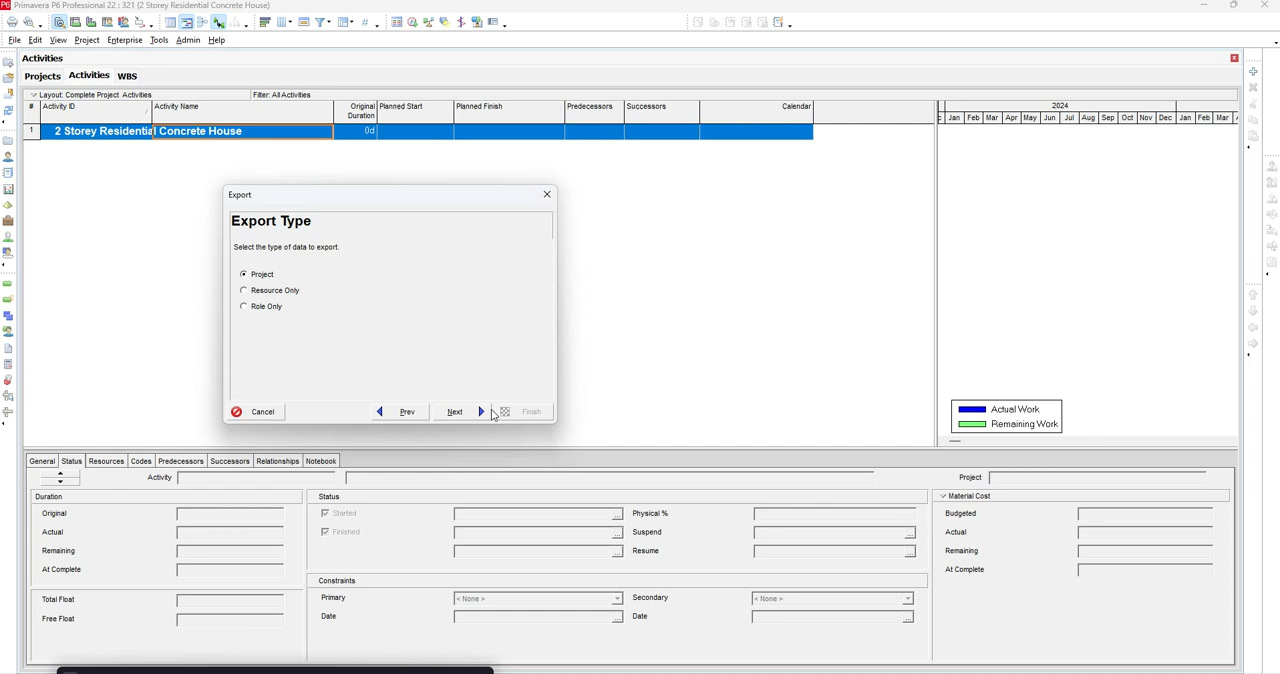 P6 Primavera P6 Professional 22 : 321 (2 Storey Residential Concrete House)
File Edit View Project Enterprise Tools Admin Help
Activities
Projects Activities WBS
Layout: Complete Project Activities Filter: All Activities
# Activity ID Activity Name Original Duration Planned Start Planned Finish Predecessors Successors Calendar
2024
Jan Feb Mar Apr May Jun Jul Aug Sep Oct Nov Dec Jan Feb Mar
1 2 Storey Residential Concrete House 0d
Export
Export Type
Select the type of data to export.
Project
Resource Only
Role Only
Cancel Prev Next Finish
Actual Work
Remaining Work
General Status Resources Codes Predecessors Successors Relationships Notebook
Activity Project
Duration Status Material Cost
Original Started ... Physical % Budgeted
Actual Finished ... Suspend ... Actual
Remaining ... Resume ... Remaining
At Complete At Complete
Constraints
Total Float Primary < None > Secondary < None >
Free Float Date ... Date ...